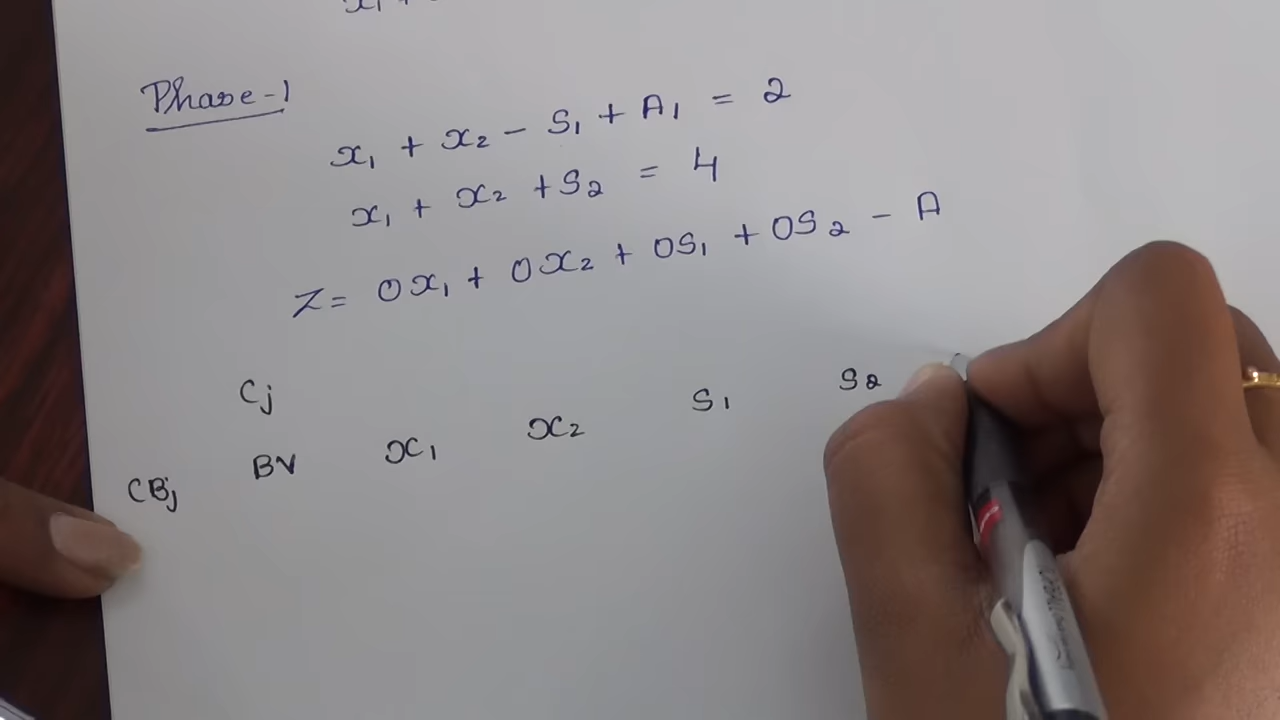 Phase-1
x₁ + x₂ - S₁ + A₁ = 2
x₁ + x₂ + S₂ = 4
Z = 0x₁ + 0x₂ + 0S₁ + 0S₂ - A
Cj
CBj BV x₁ x₂ S₁ S₂